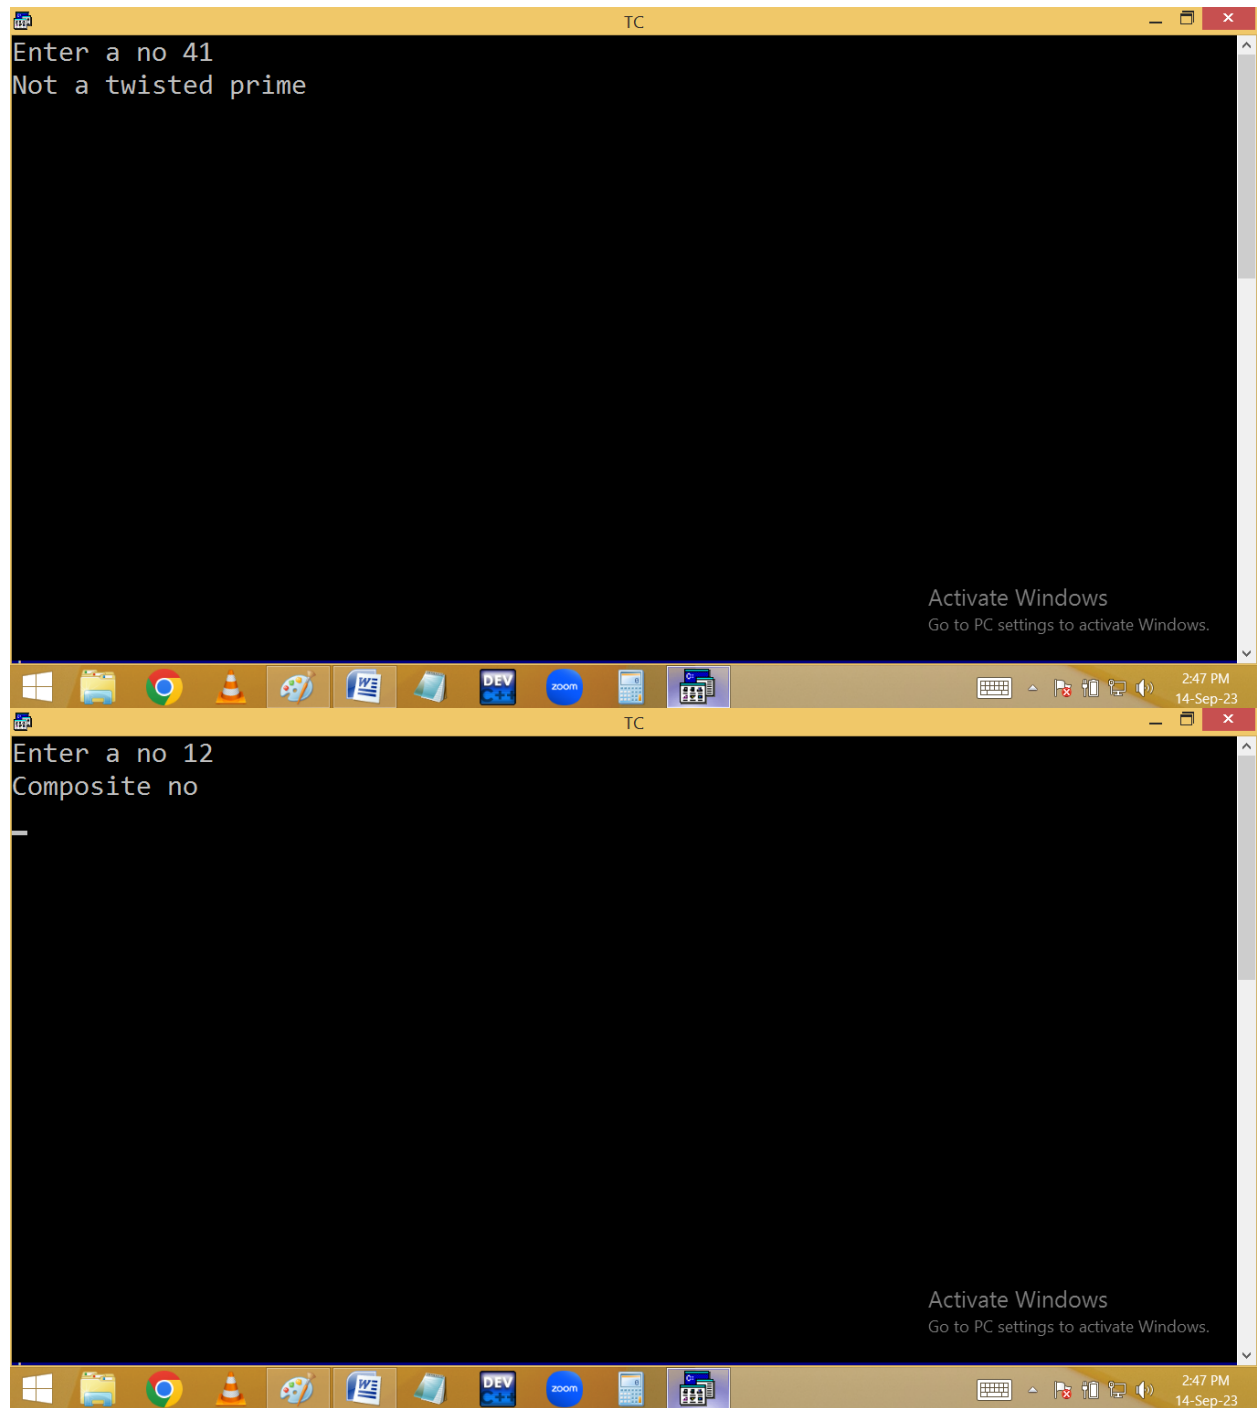 TC
Enter a no 41
Not a twisted prime
Activate Windows
Go to PC settings to activate Windows.
DEV
C++
zoom
2:47 PM
14-Sep-23
TC
Enter a no 12
Composite no
Activate Windows
Go to PC settings to activate Windows.
DEV
C++
zoom
2:47 PM
14-Sep-23